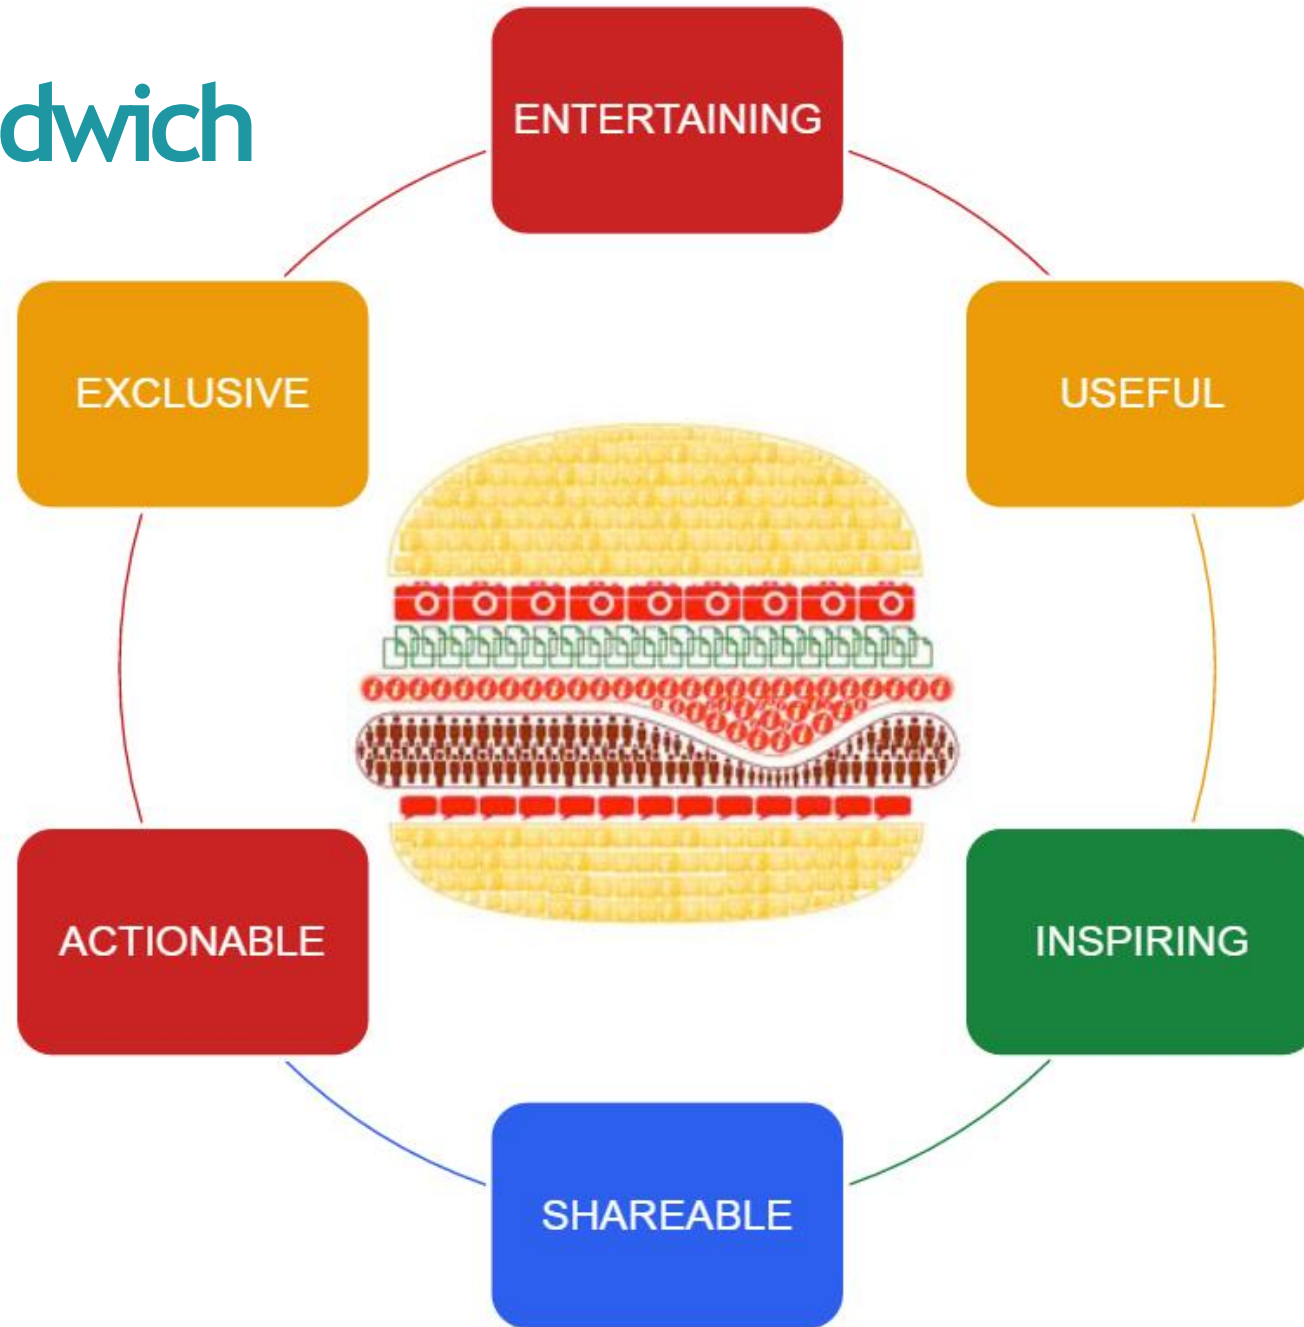 dwich
ENTERTAINING
EXCLUSIVE
USEFUL
ACTIONABLE
INSPIRING
SHAREABLE